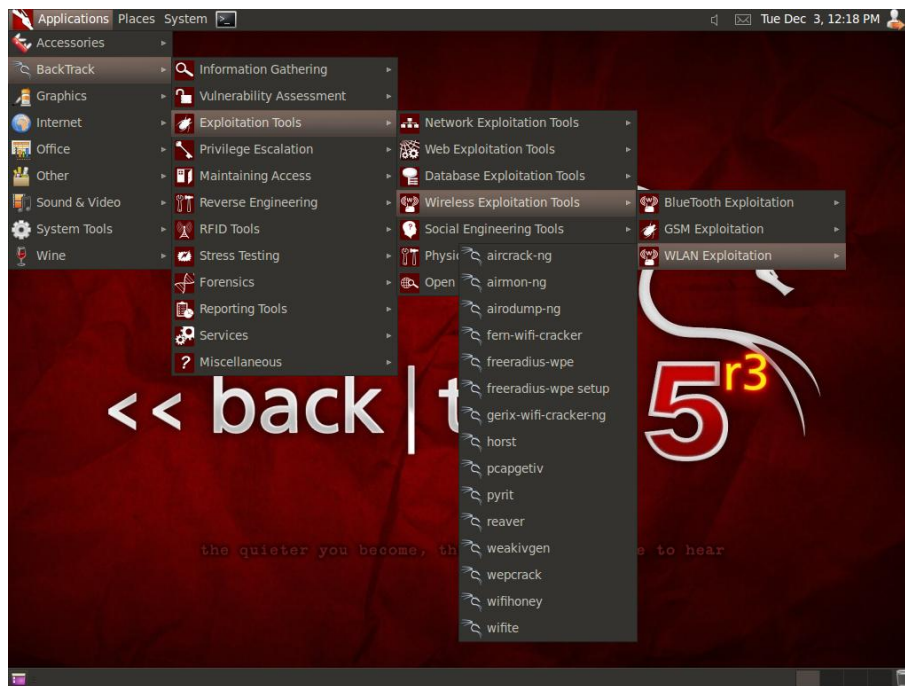 Applications Places System Tue Dec 3, 12:18 PM
Accessories
BackTrack
Graphics
Internet
Office
Other
Sound & Video
System Tools
Wine
Information Gathering
Vulnerability Assessment
Exploitation Tools
Privilege Escalation
Maintaining Access
Reverse Engineering
RFID Tools
Stress Testing
Forensics
Reporting Tools
Services
Miscellaneous
Network Exploitation Tools
Web Exploitation Tools
Database Exploitation Tools
Wireless Exploitation Tools
Social Engineering Tools
Open
BlueTooth Exploitation
GSM Exploitation
WLAN Exploitation
aircrack-ng
airmon-ng
airodump-ng
fern-wifi-cracker
freeradius-wpe
freeradius-wpe setup
gerix-wifi-cracker-ng
horst
pcapgetiv
pyrit
reaver
weakivgen
wepcrack
wifihoney
wifite
<< back | t 5 r3
the quieter you become, th e to hear